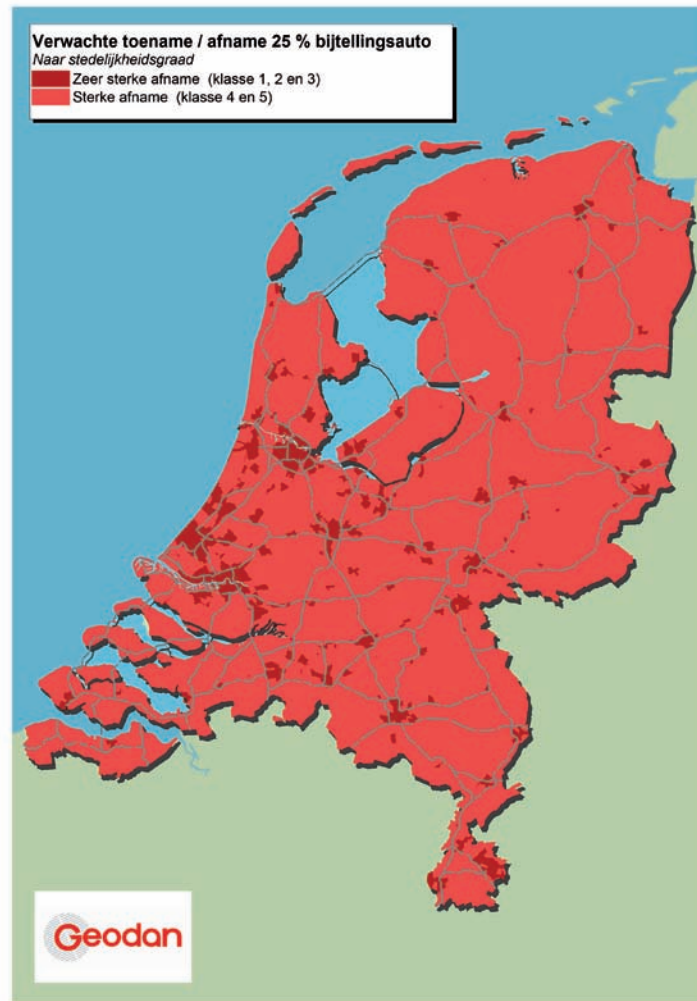 Verwachte toename / afname 25 % bijtellingsauto
Naar stedelijkheidsgraad
Zeer sterke afname (klasse 1, 2 en 3)
Sterke afname (klasse 4 en 5)
Geodan